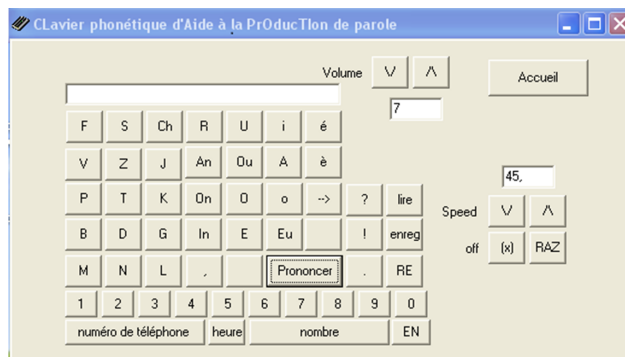 CLavier phonétique d'Aide à la PrOducTIon de parole
Volume \/ /\ Accueil
7
F S Ch R U i é
V Z J An Ou A è
45,
P T K On O o --> ? lire
Speed \/ /\
B D G In E Eu ! enreg
off (x) RAZ
M N L , Prononcer . RE
1 2 3 4 5 6 7 8 9 0
numéro de téléphone heure nombre EN